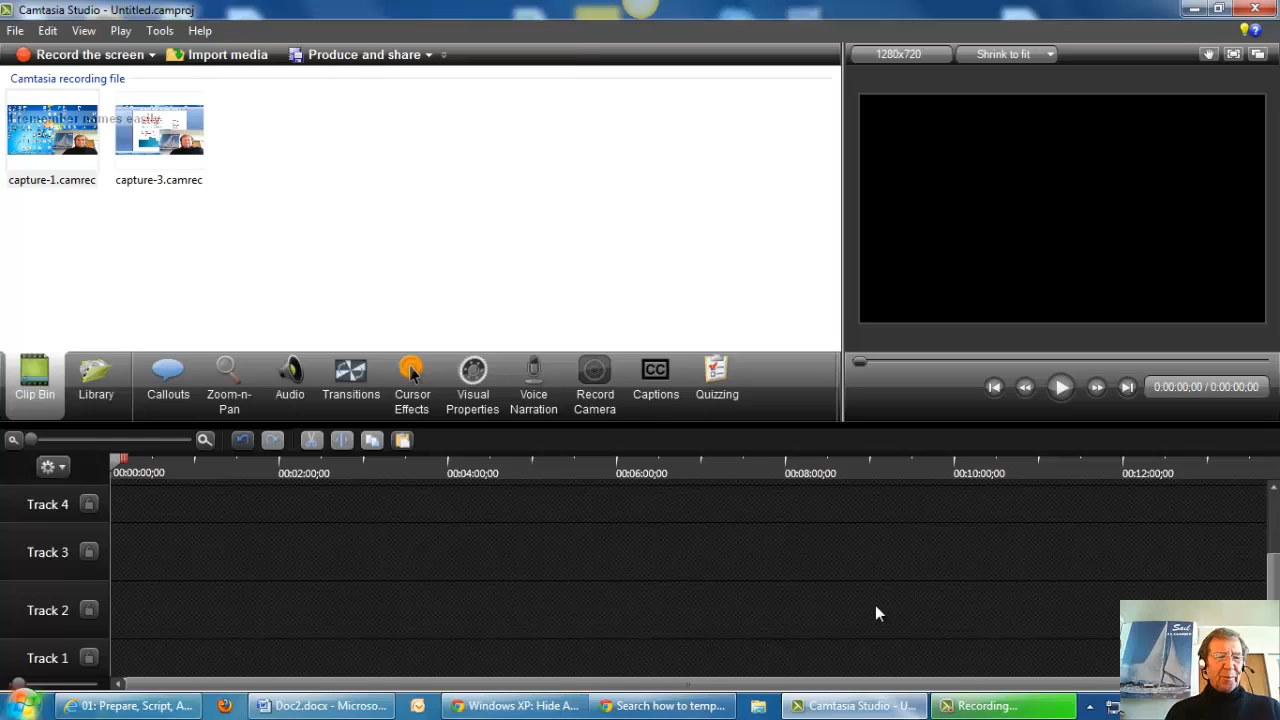 Camtasia Studio - Untitled.camproj
File Edit View Play Tools Help
Record the screen Import media Produce and share
1280x720 Shrink to fit
Camtasia recording file
I remember names easily
capture-1.camrec capture-3.camrec
0:00:00;00 / 0:00:00;00
Clip Bin Library Callouts Zoom-n-Pan Audio Transitions Cursor Effects Visual Properties Voice Narration Record Camera Captions Quizzing
00:00:00;00 00:02:00;00 00:04:00;00 00:06:00;00 00:08:00;00 00:10:00;00 00:12:00;00
Track 4
Track 3
Track 2
Track 1
Sail
01: Prepare, Script, A... Doc2.docx - Microso... Windows XP: Hide A... Search how to temp... Camtasia Studio - U... Recording...